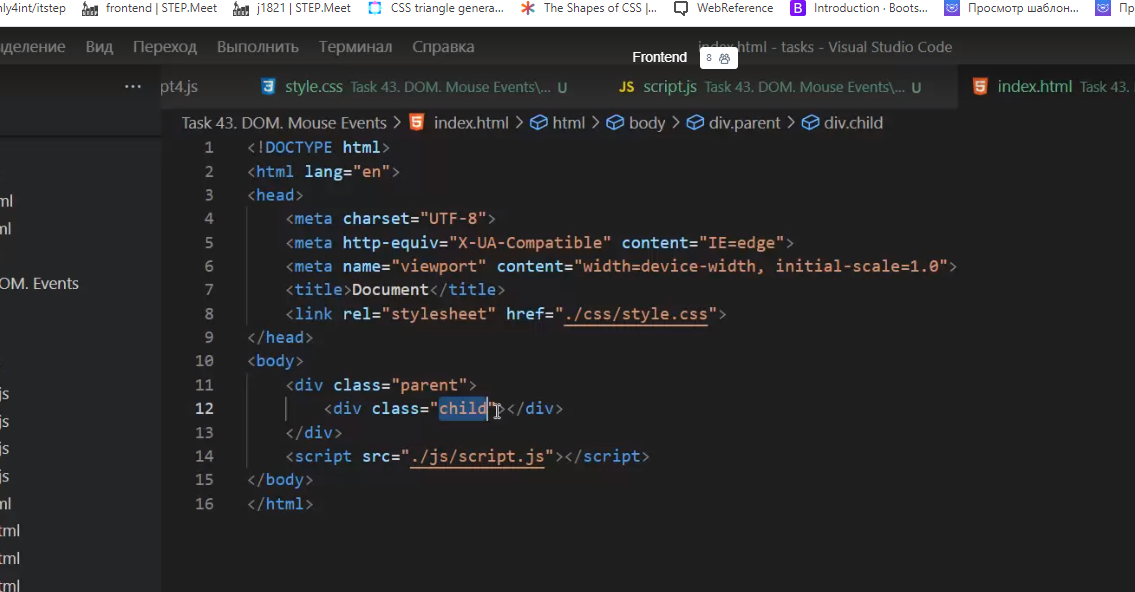 nly4int/itstep frontend | STEP.Meet j1821 | STEP.Meet CSS triangle genera... The Shapes of CSS |... WebReference B Introduction · Boots... Просмотр шаблон... Пр
деление Вид Переход Выполнить Терминал Справка index.html - tasks - Visual Studio Code
Frontend 8
... pt4.js style.css Task 43. DOM. Mouse Events\... U JS script.js Task 43. DOM. Mouse Events\... U index.html Task 43.
Task 43. DOM. Mouse Events > index.html > html > body > div.parent > div.child
1 <!DOCTYPE html>
2 <html lang="en">
3 <head>
4 <meta charset="UTF-8">
5 <meta http-equiv="X-UA-Compatible" content="IE=edge">
6 <meta name="viewport" content="width=device-width, initial-scale=1.0">
7 <title>Document</title>
8 <link rel="stylesheet" href="./css/style.css">
9 </head>
10 <body>
11 <div class="parent">
12 <div class="child"></div>
13 </div>
14 <script src="./js/script.js"></script>
15 </body>
16 </html>
ml
ml
OM. Events
js
js
js
js
ml
tml
tml
tml